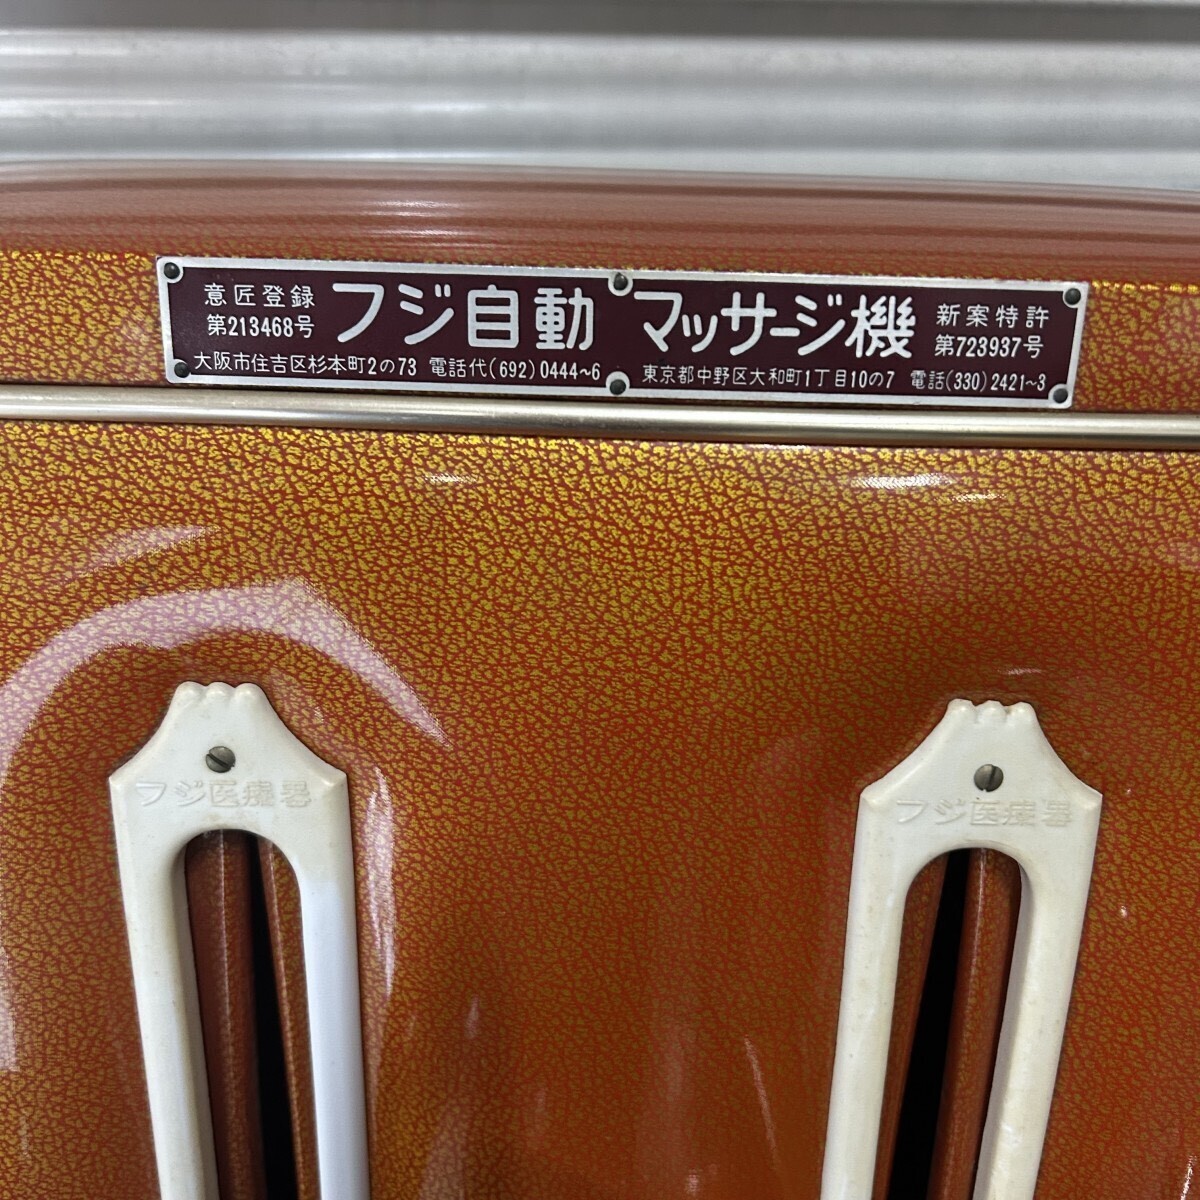 意匠登録
第213468号
フジ自動 マッサージ機
新案特許
第723937号
大阪市住吉区杉本町2の73 電話代(692)0444~6
東京都中野区大和町1丁目10の7 電話(330)2421~3
フジ医療器
フジ医療器